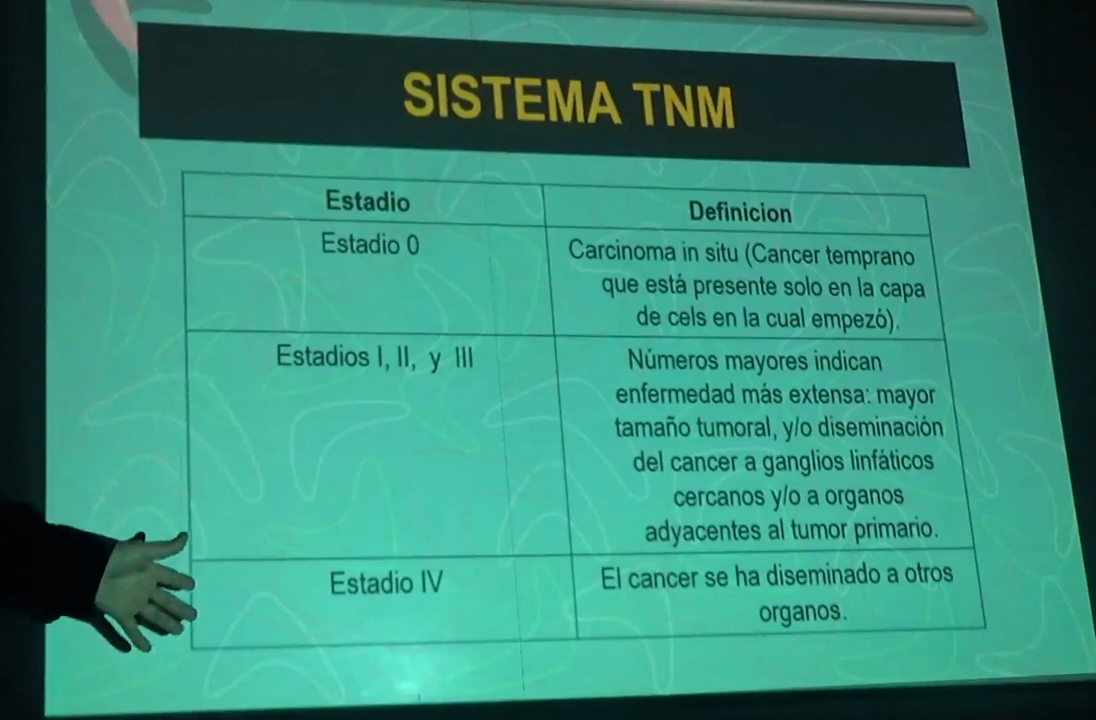 SISTEMA TNM
Estadio
Definicion
Estadio 0
Carcinoma in situ (Cancer temprano
que está presente solo en la capa
de cels en la cual empezó).
Estadios I, II, y III
Números mayores indican
enfermedad más extensa: mayor
tamaño tumoral, y/o diseminación
del cancer a ganglios linfáticos
cercanos y/o a organos
adyacentes al tumor primario.
Estadio IV
El cancer se ha diseminado a otros
organos.